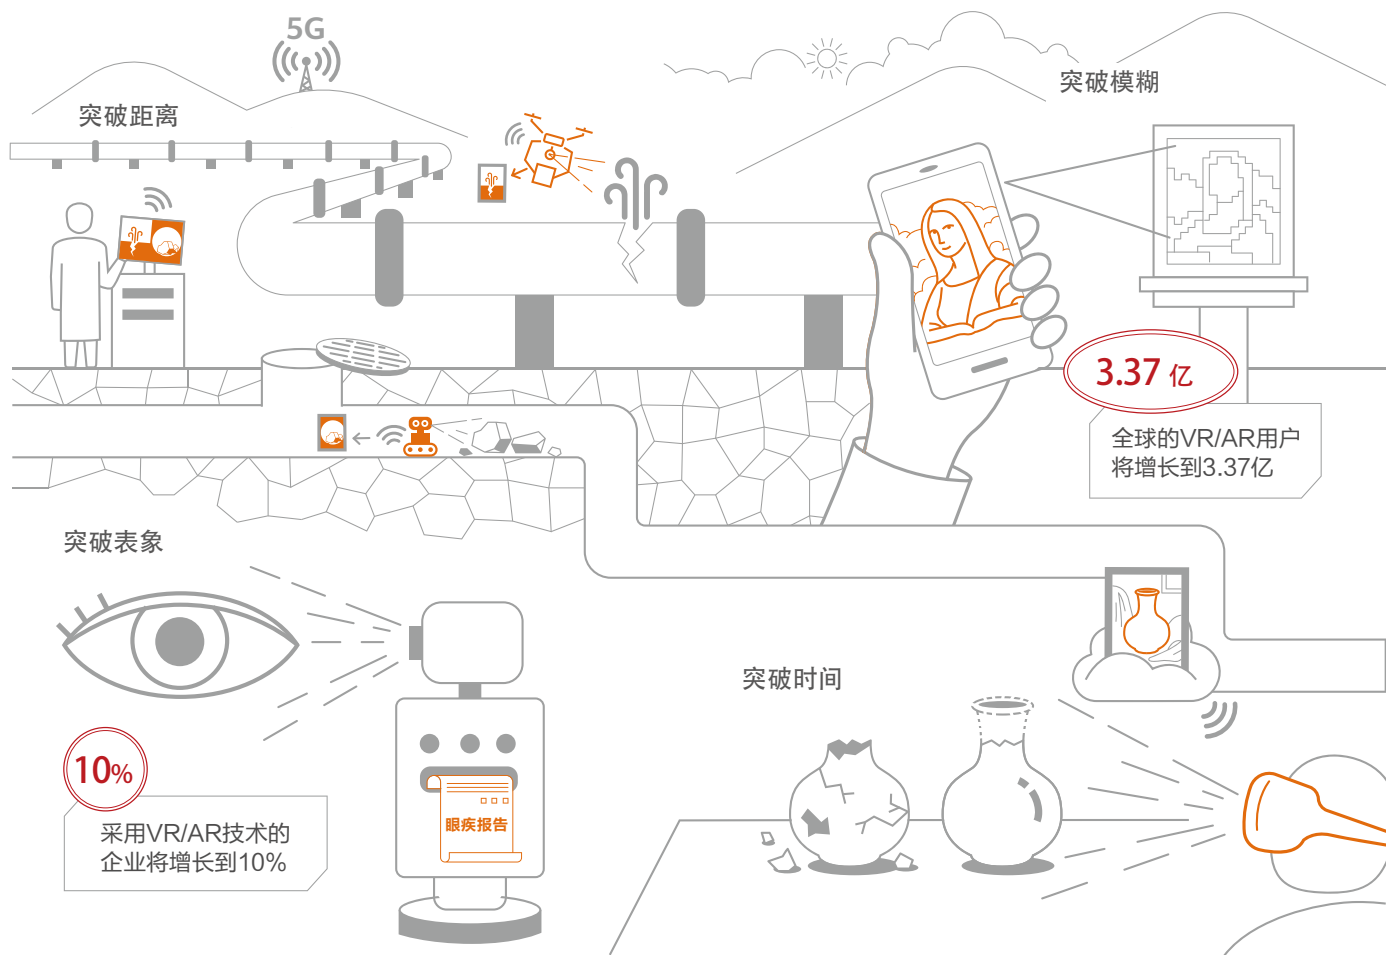 5G
突破距离
突破模糊
3.37 亿
全球的VR/AR用户
将增长到3.37亿
突破表象
10%
采用VR/AR技术的
企业将增长到10%
眼疾报告
突破时间